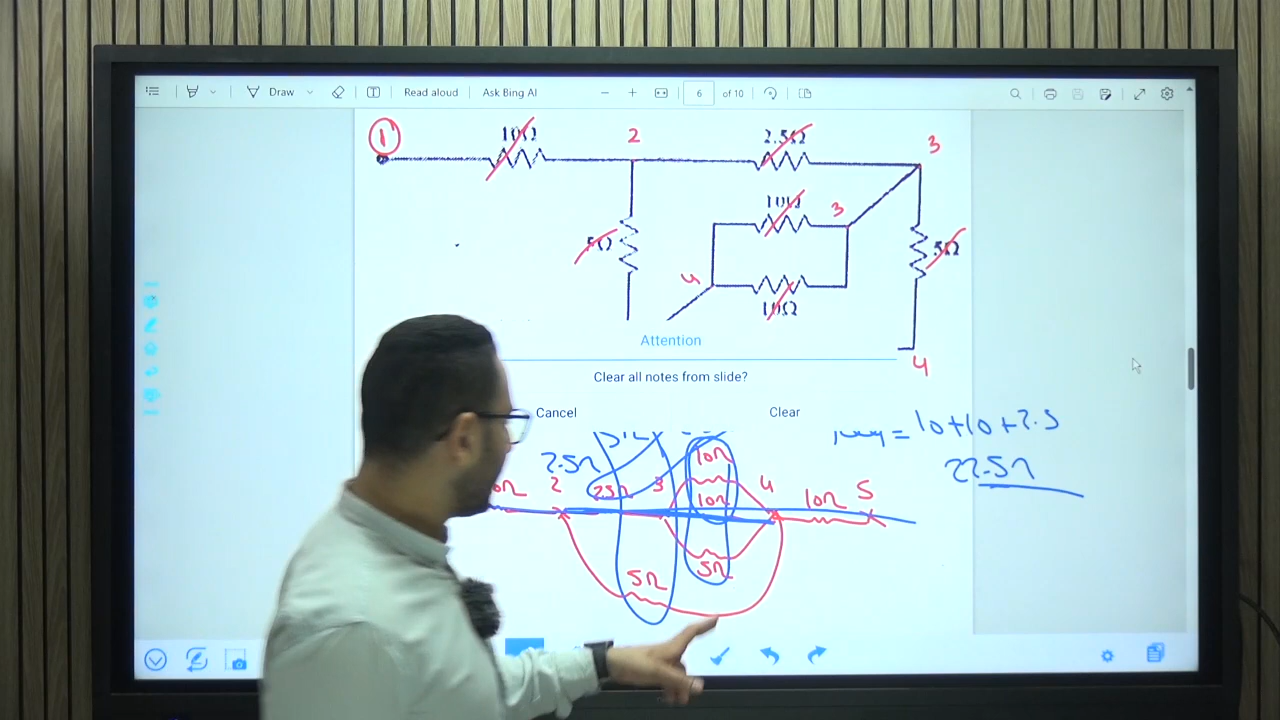 Draw Read aloud Ask Bing AI 6 of 10
1 10Ω 2 2.5Ω 3
10Ω 3
5Ω 5Ω
4
10Ω
Attention
4
Clear all notes from slide?
Cancel Clear
= 10+10+2.5
2.5Ω 10Ω 22.5Ω
2 2.5Ω 3 10Ω 4 10Ω 5
5Ω 5Ω